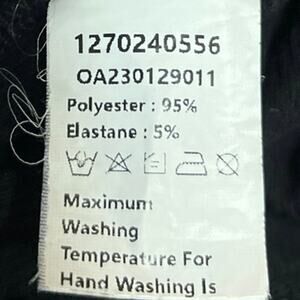 1270240556
OA230129011
Polyester : 95%
Elastane : 5%
Maximum
Washing
Temperature For
Hand Washing Is